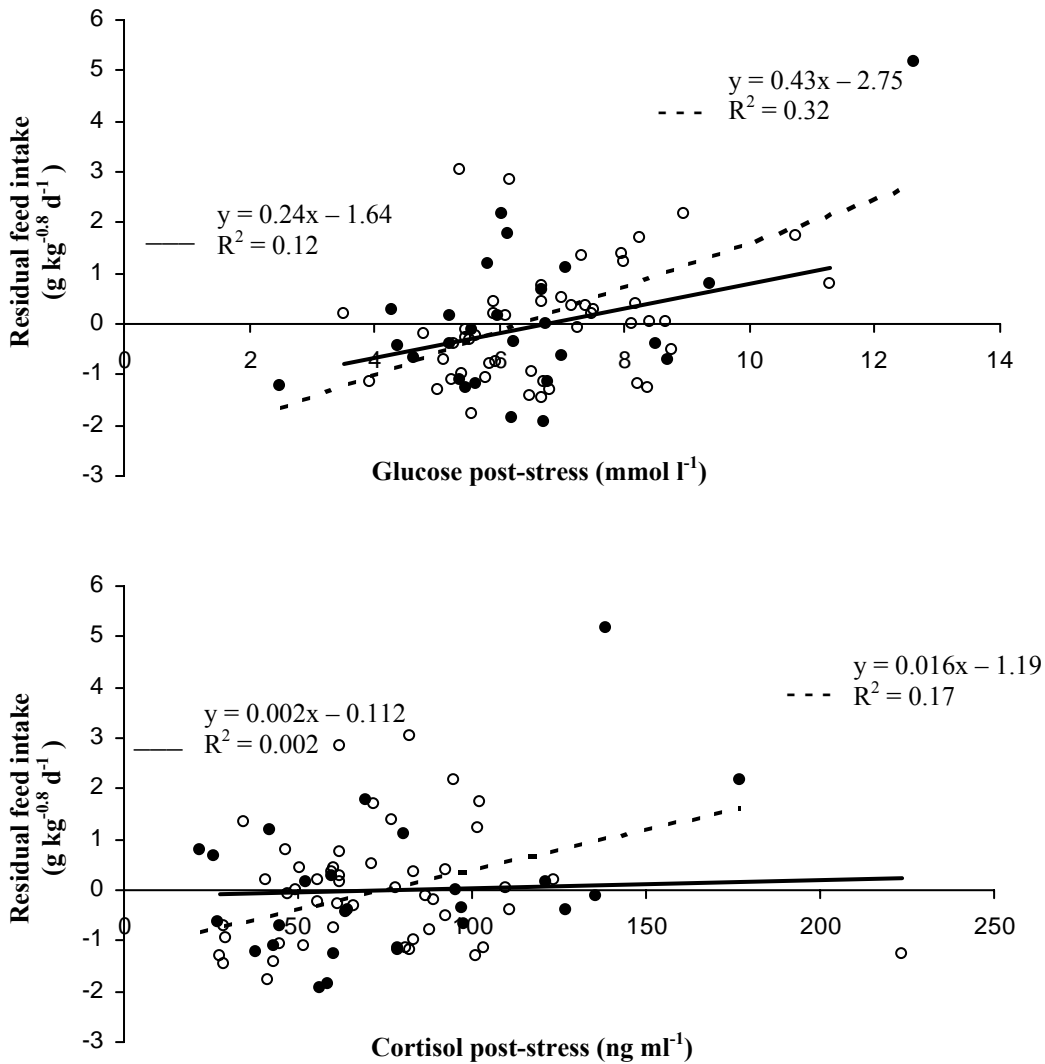 6
5
4
3
2
1
0
-1
-2
-3
Residual feed intake
(g kg⁻⁰·⁸ d⁻¹)
y = 0.43x – 2.75
R² = 0.32
y = 0.24x – 1.64
R² = 0.12
0 2 4 6 8 10 12 14
Glucose post-stress (mmol l⁻¹)
6
5
4
3
2
1
0
-1
-2
-3
Residual feed intake
(g kg⁻⁰·⁸ d⁻¹)
y = 0.016x – 1.19
R² = 0.17
y = 0.002x – 0.112
R² = 0.002
0 50 100 150 200 250
Cortisol post-stress (ng ml⁻¹)